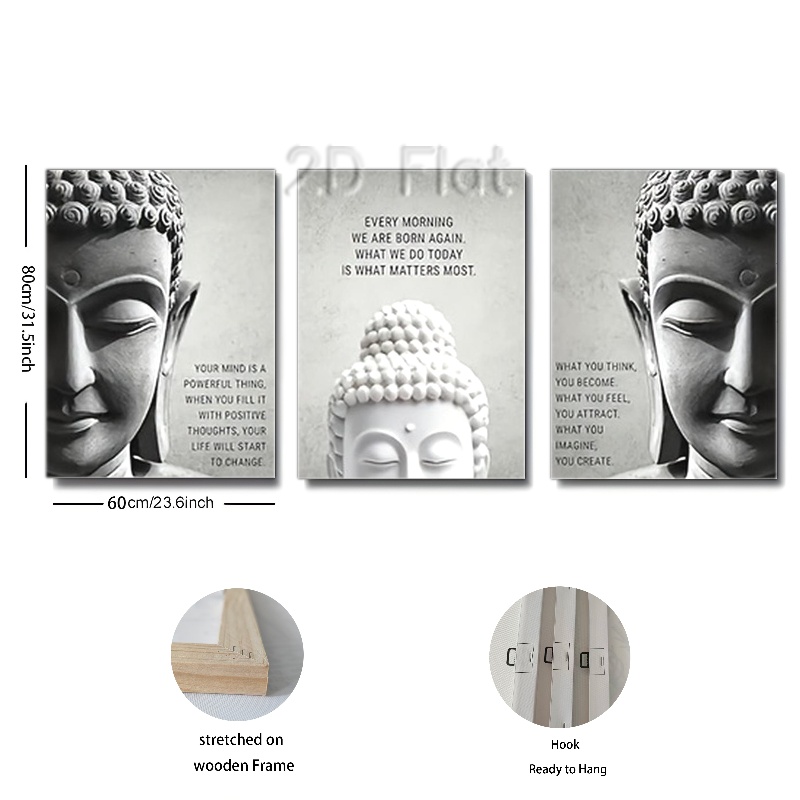 2D Flat
EVERY MORNING
WE ARE BORN AGAIN.
WHAT WE DO TODAY
IS WHAT MATTERS MOST.
YOUR MIND IS A
POWERFUL THING,
WHEN YOU FILL IT
WITH POSITIVE
THOUGHTS, YOUR
LIFE WILL START
TO CHANGE.
WHAT YOU THINK,
YOU BECOME.
WHAT YOU FEEL,
YOU ATTRACT.
WHAT YOU
IMAGINE,
YOU CREATE.
80cm/31.5inch
60cm/23.6inch
stretched on
wooden Frame
Hook
Ready to Hang